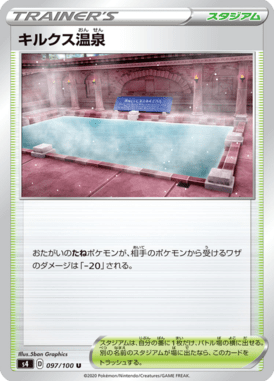 TRAINER'S
スタジアム
おん せん
キルクス温泉
おたがいのたねポケモンが、相手のポケモンから受けるワザ
のダメージは「-20」される。
Illus.5ban Graphics
s4 D 097/100 U
スタジアムは、自分の番に1枚だけ、バトル場の横に出せる。
別の名前のスタジアムが場に出たなら、このカードを
トラッシュする。
©2020 Pokémon/Nintendo/Creatures/GAME FREAK.